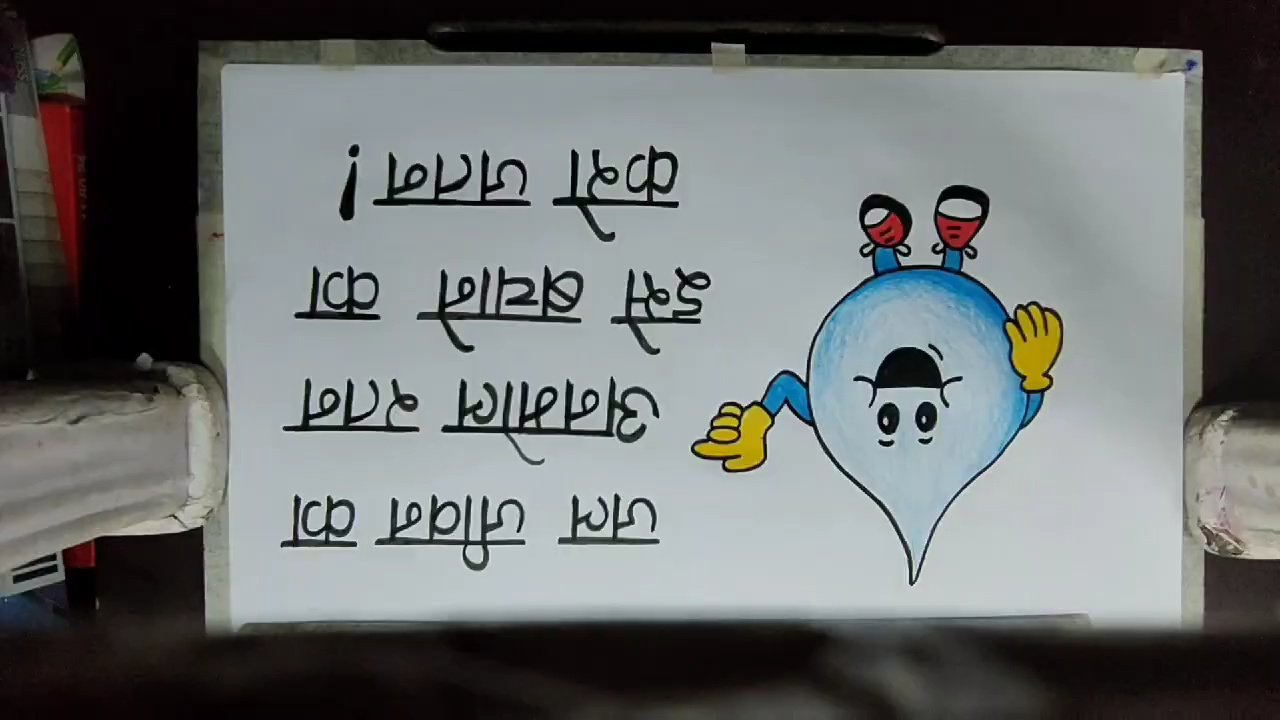 जल जीवन का
अनमोल रतन
इसे बचाने का
करो जतन!